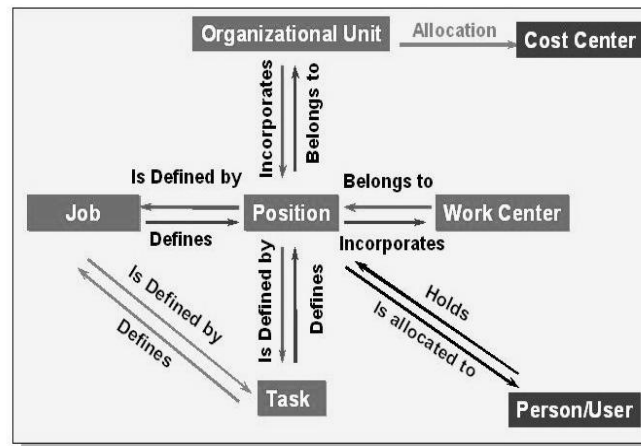 Organizational Unit
Allocation
Cost Center
Incorporates
Belongs to
Is Defined by
Belongs to
Job
Position
Work Center
Defines
Incorporates
Is Defined by
Defines
Is Defined by
Defines
Holds
Is allocated to
Task
Person/User